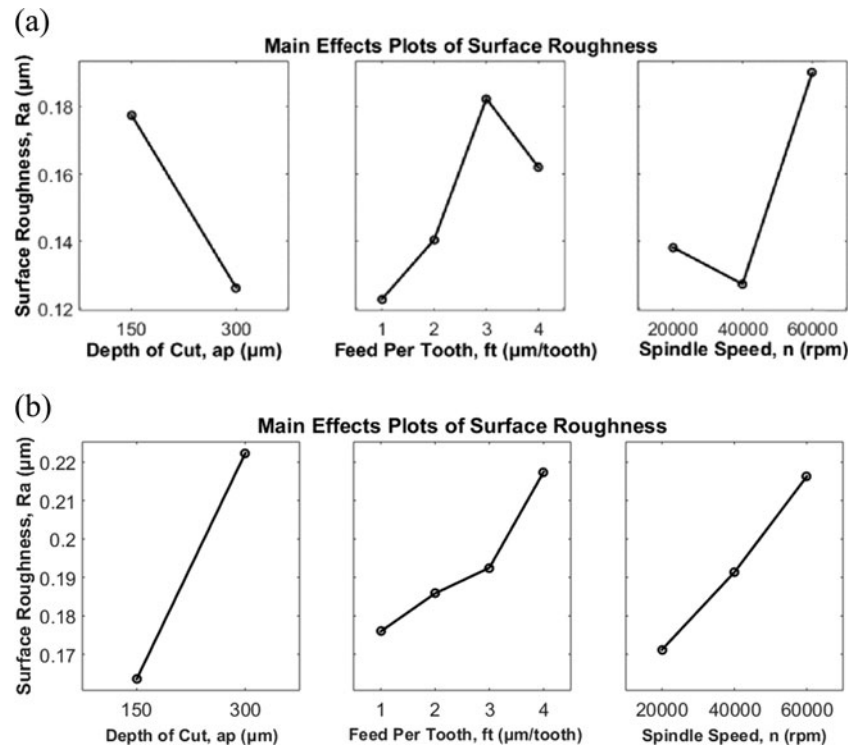 (a)
Main Effects Plots of Surface Roughness
Surface Roughness, Ra (μm)
0.18
0.16
0.14
0.12
150 300
Depth of Cut, ap (μm)
1 2 3 4
Feed Per Tooth, ft (μm/tooth)
20000 40000 60000
Spindle Speed, n (rpm)
(b)
Main Effects Plots of Surface Roughness
Surface Roughness, Ra (μm)
0.22
0.21
0.2
0.19
0.18
0.17
150 300
Depth of Cut, ap (μm)
1 2 3 4
Feed Per Tooth, ft (μm/tooth)
20000 40000 60000
Spindle Speed, n (rpm)